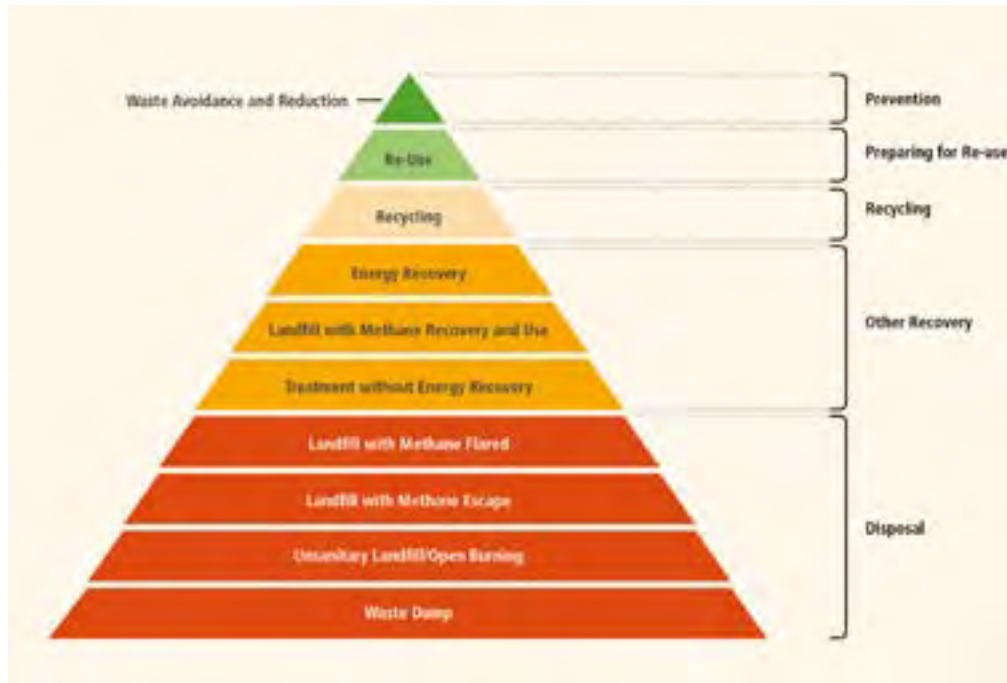 Waste Avoidance and Reduction
Prevention
Re-Use
Preparing for Re-use
Recycling
Recycling
Energy Recovery
Landfill with Methane Recovery and Use
Other Recovery
Treatment without Energy Recovery
Landfill with Methane Flared
Landfill with Methane Escape
Disposal
Unsanitary Landfill/Open Burning
Waste Dump